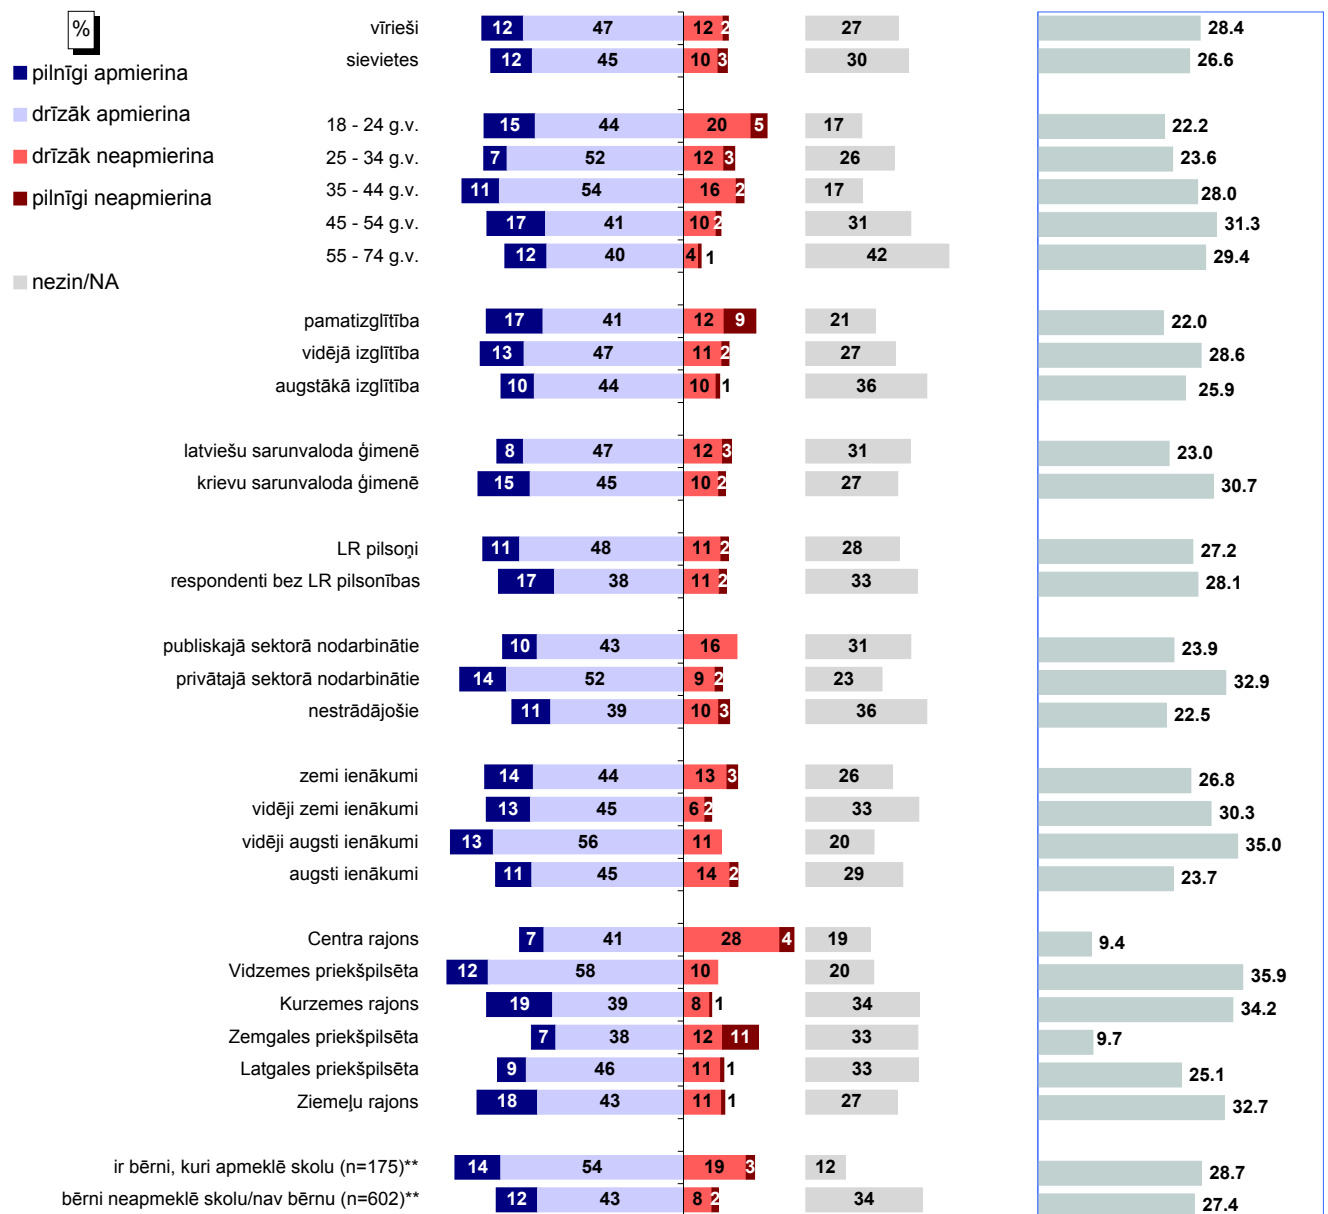 %
pilnīgi apmierina
drīzāk apmierina
drīzāk neapmierina
pilnīgi neapmierina
nezin/NA
vīrieši 12 47 12 2 27 28.4
sievietes 12 45 10 3 30 26.6
18 - 24 g.v. 15 44 20 5 17 22.2
25 - 34 g.v. 7 52 12 3 26 23.6
35 - 44 g.v. 11 54 16 2 17 28.0
45 - 54 g.v. 17 41 10 2 31 31.3
55 - 74 g.v. 12 40 4 1 42 29.4
pamatizglītība 17 41 12 9 21 22.0
vidējā izglītība 13 47 11 2 27 28.6
augstākā izglītība 10 44 10 1 36 25.9
latviešu sarunvaloda ģimenē 8 47 12 3 31 23.0
krievu sarunvaloda ģimenē 15 45 10 2 27 30.7
LR pilsoņi 11 48 11 2 28 27.2
respondenti bez LR pilsonības 17 38 11 2 33 28.1
publiskajā sektorā nodarbinātie 10 43 16 31 23.9
privātajā sektorā nodarbinātie 14 52 9 2 23 32.9
nestrādājošie 11 39 10 3 36 22.5
zemi ienākumi 14 44 13 3 26 26.8
vidēji zemi ienākumi 13 45 6 2 33 30.3
vidēji augsti ienākumi 13 56 11 20 35.0
augsti ienākumi 11 45 14 2 29 23.7
Centra rajons 7 41 28 4 19 9.4
Vidzemes priekšpilsēta 12 58 10 20 35.9
Kurzemes rajons 19 39 8 1 34 34.2
Zemgales priekšpilsēta 7 38 12 11 33 9.7
Latgales priekšpilsēta 9 46 11 1 33 25.1
Ziemeļu rajons 18 43 11 1 27 32.7
ir bērni, kuri apmeklē skolu (n=175)** 14 54 19 3 12 28.7
bērni neapmeklē skolu/nav bērnu (n=602)** 12 43 8 2 34 27.4